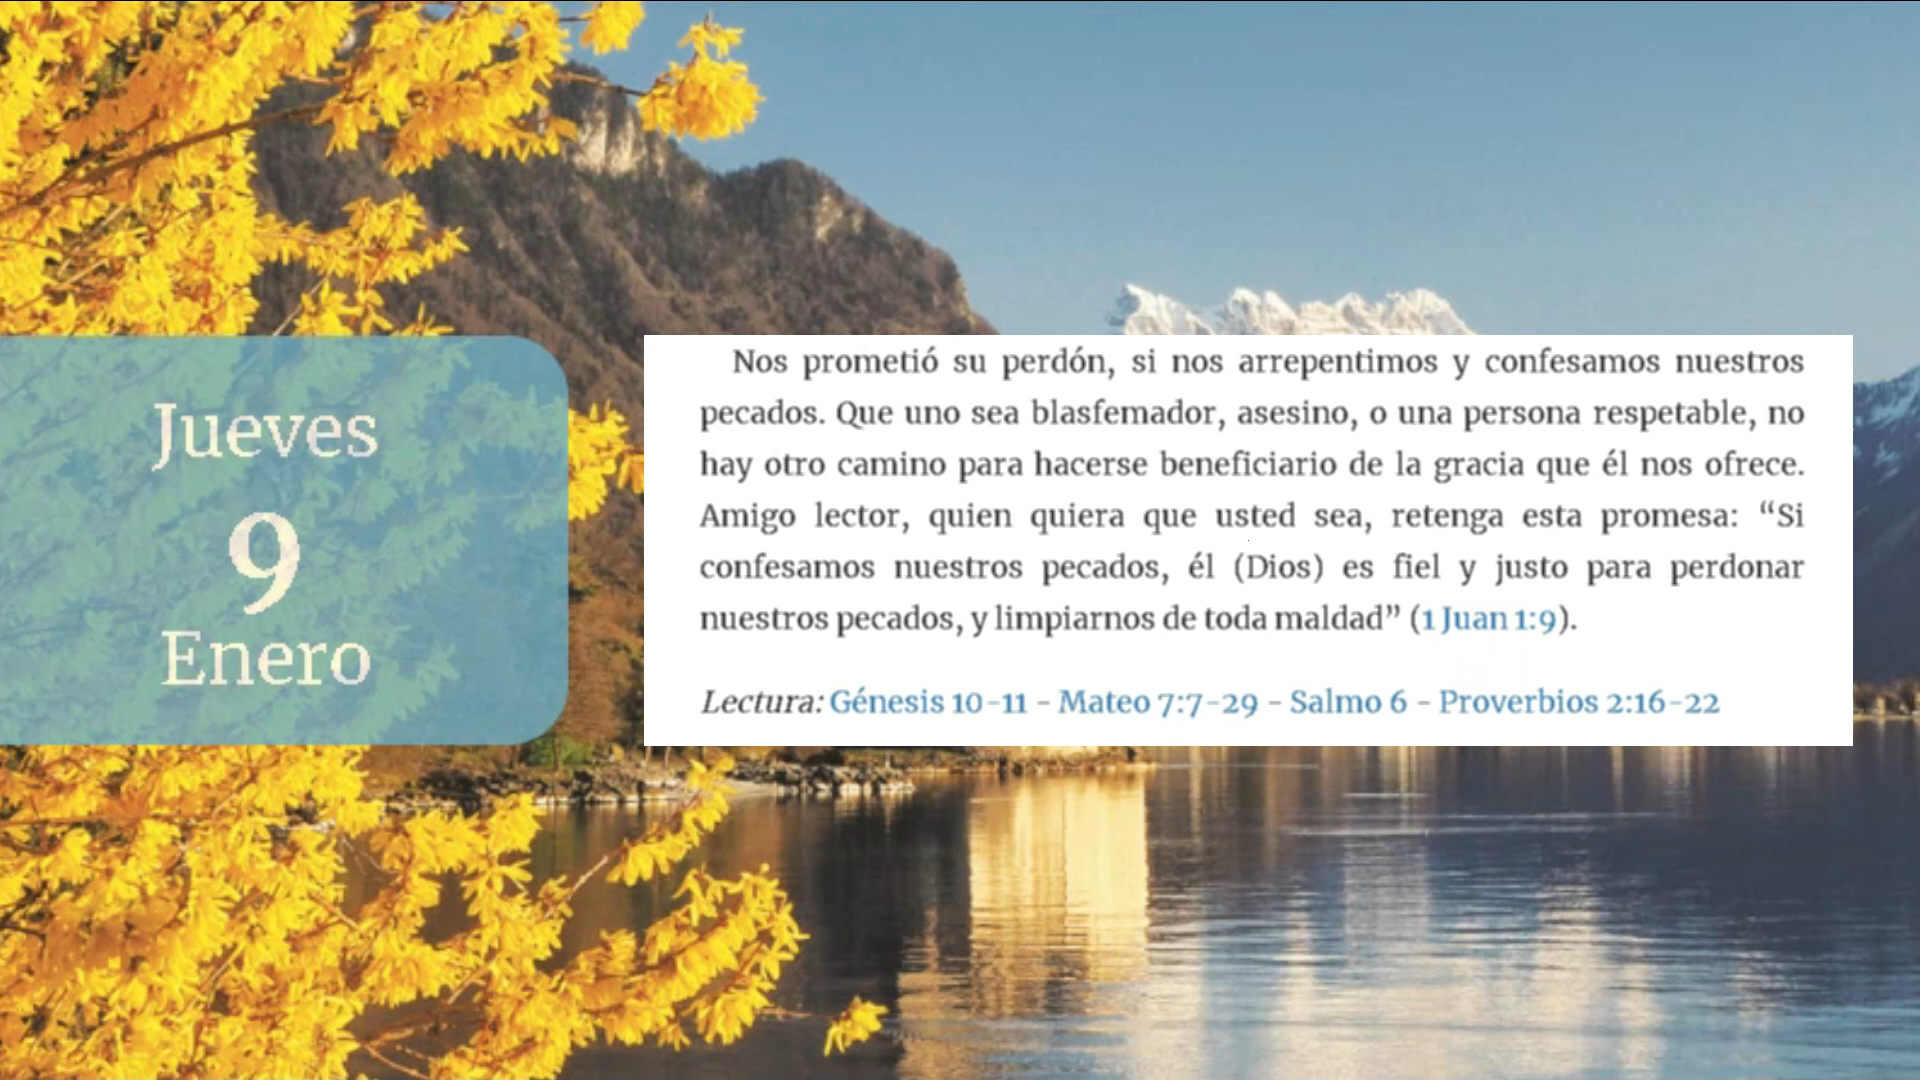 Jueves
9
Enero
Nos prometió su perdón, si nos arrepentimos y confesamos nuestros
pecados. Que uno sea blasfemador, asesino, o una persona respetable, no
hay otro camino para hacerse beneficiario de la gracia que él nos ofrece.
Amigo lector, quien quiera que usted sea, retenga esta promesa: “Si
confesamos nuestros pecados, él (Dios) es fiel y justo para perdonar
nuestros pecados, y limpiarnos de toda maldad” (1 Juan 1:9).
Lectura: Génesis 10-11 - Mateo 7:7-29 - Salmo 6 - Proverbios 2:16-22